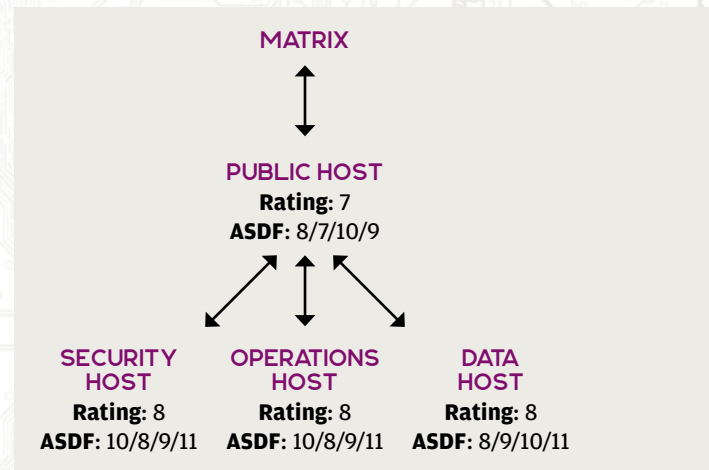 MATRIX
PUBLIC HOST
Rating: 7
ASDF: 8/7/10/9
SECURITY HOST
Rating: 8
ASDF: 10/8/9/11
OPERATIONS HOST
Rating: 8
ASDF: 10/8/9/11
DATA HOST
Rating: 8
ASDF: 8/9/10/11